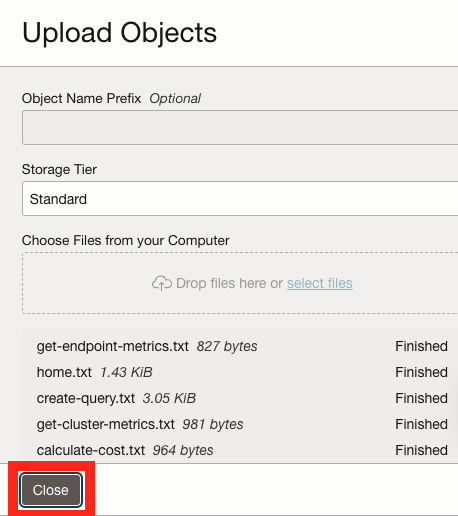 Upload Objects
Object Name Prefix Optional
Storage Tier
Standard
Choose Files from your Computer
Drop files here or select files
get-endpoint-metrics.txt 827 bytes Finished
home.txt 1.43 KiB Finished
create-query.txt 3.05 KiB Finished
get-cluster-metrics.txt 981 bytes Finished
calculate-cost.txt 964 bytes Finished
Close